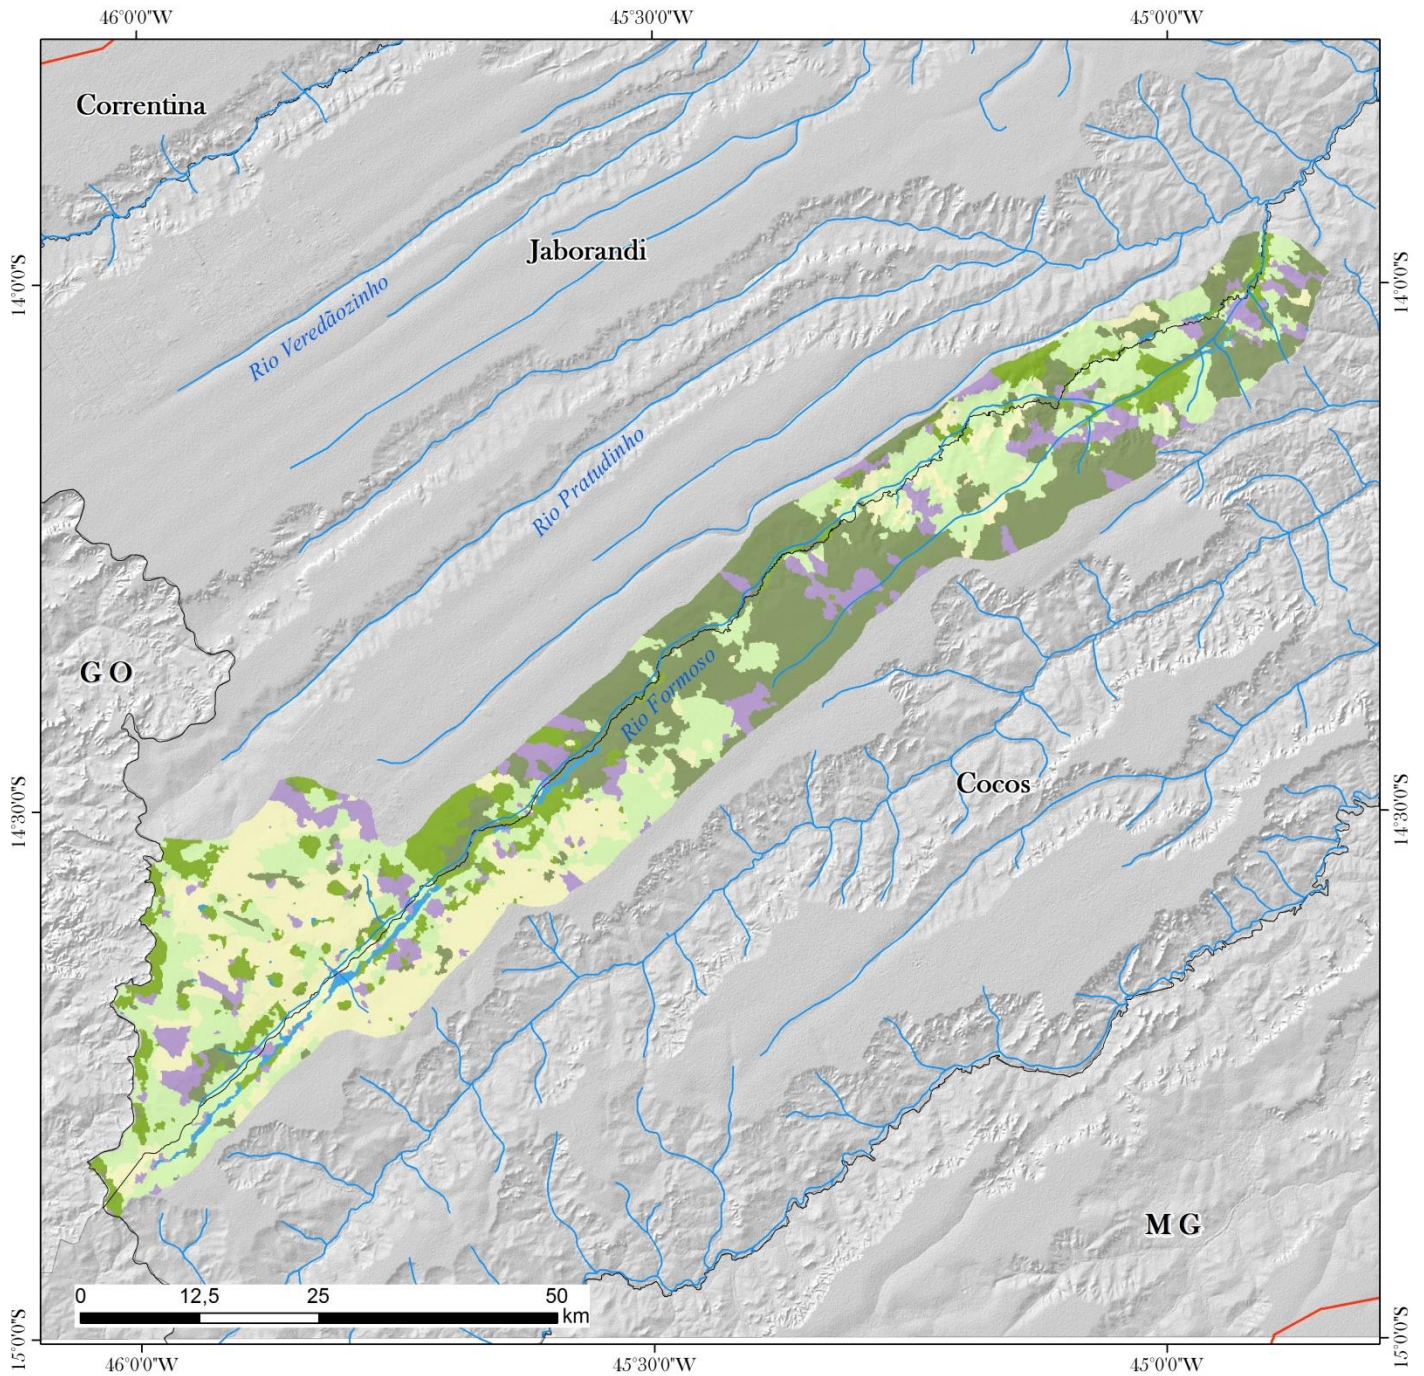 46°0'0"W
45°30'0"W
45°0'0"W
Correntina
Jaborandi
14°0'0"S
14°0'0"S
Rio Veredãozinho
Rio Pratudinho
G O
Rio Formoso
Cocos
14°30'0"S
14°30'0"S
M G
0 12,5 25 50
km
15°0'0"S
15°0'0"S
46°0'0"W
45°30'0"W
45°0'0"W